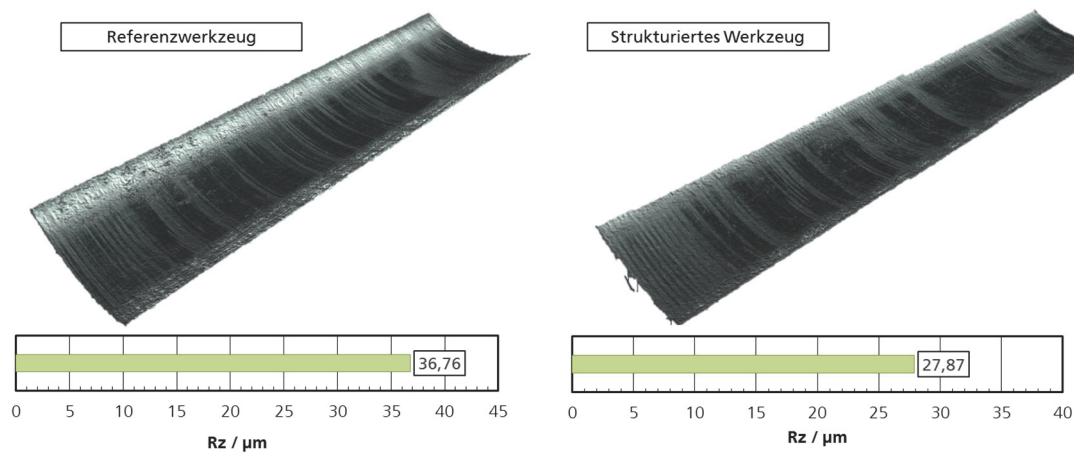 Referenzwerkzeug
Strukturiertes Werkzeug
36,76
0 5 10 15 20 25 30 35 40 45
Rz / µm
27,87
0 5 10 15 20 25 30 35 40
Rz / µm